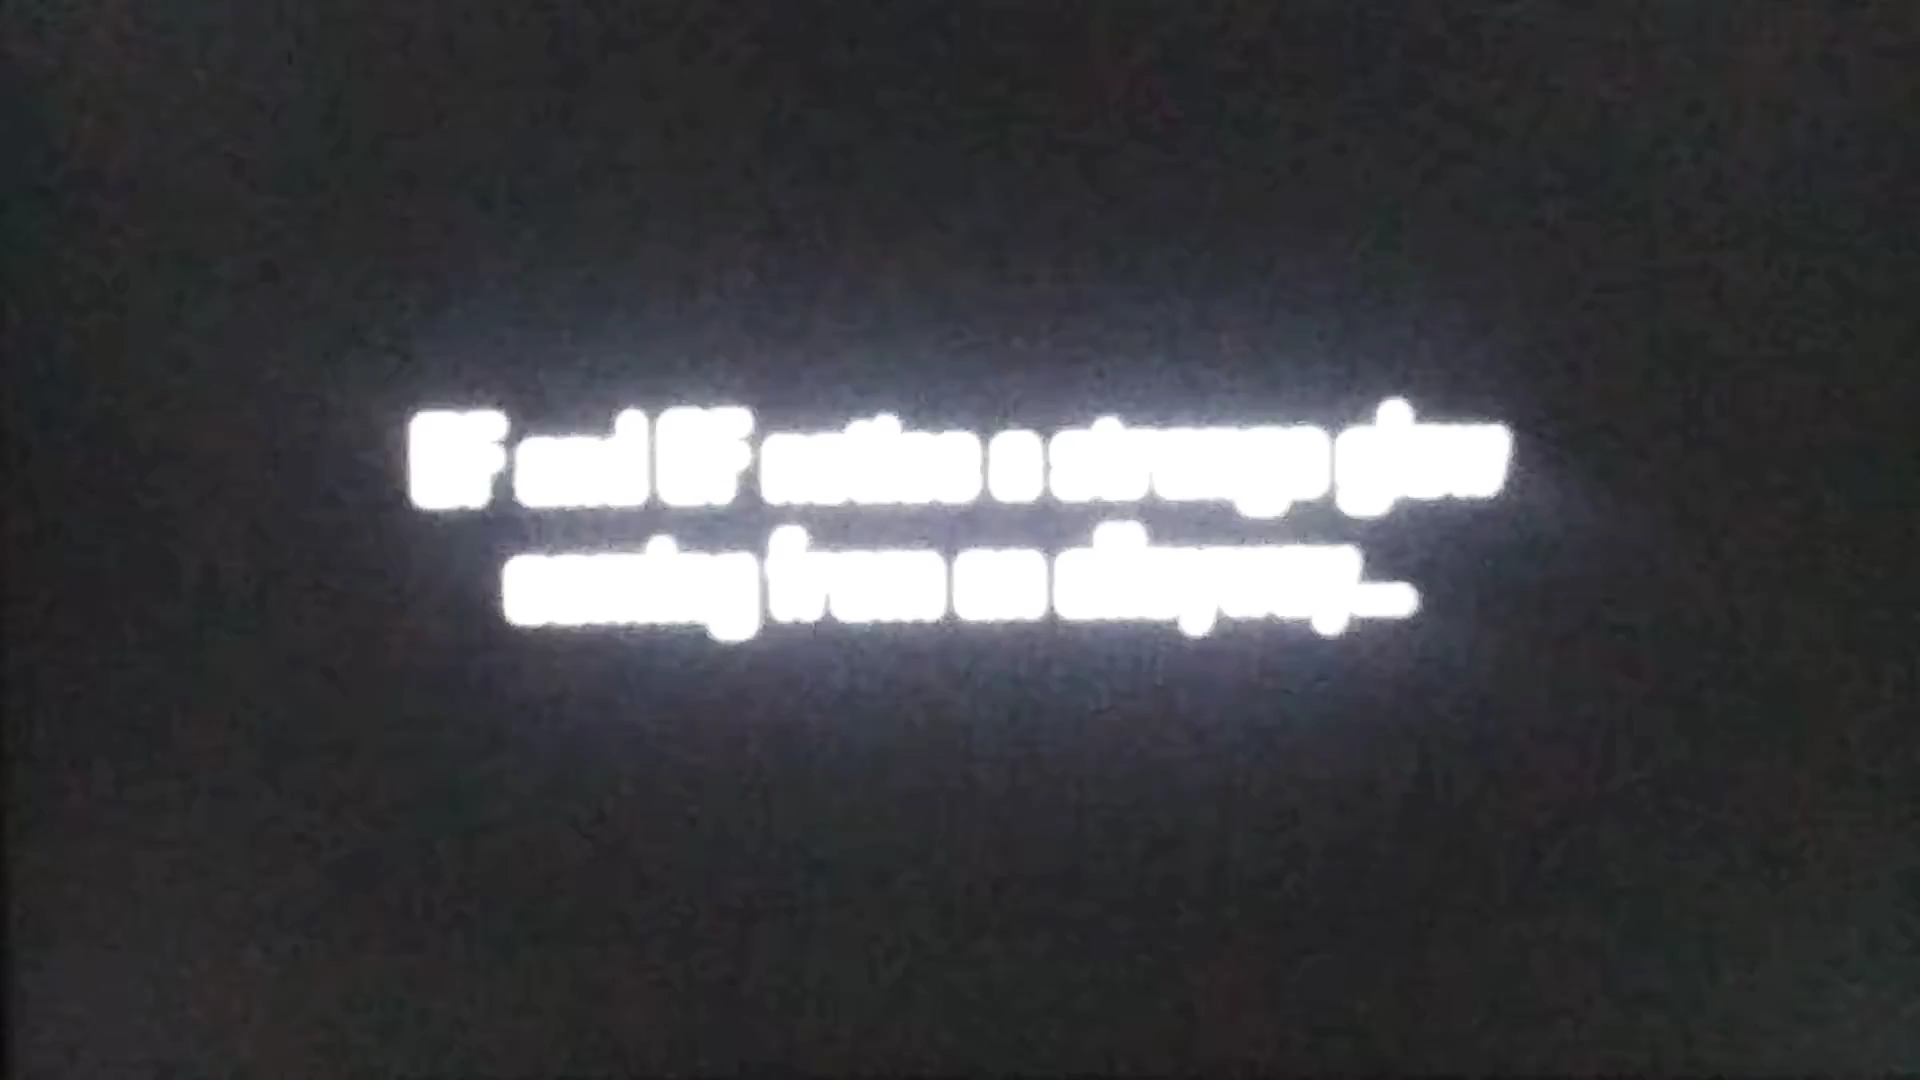 and notice a strange glow
coming from an alleyway...